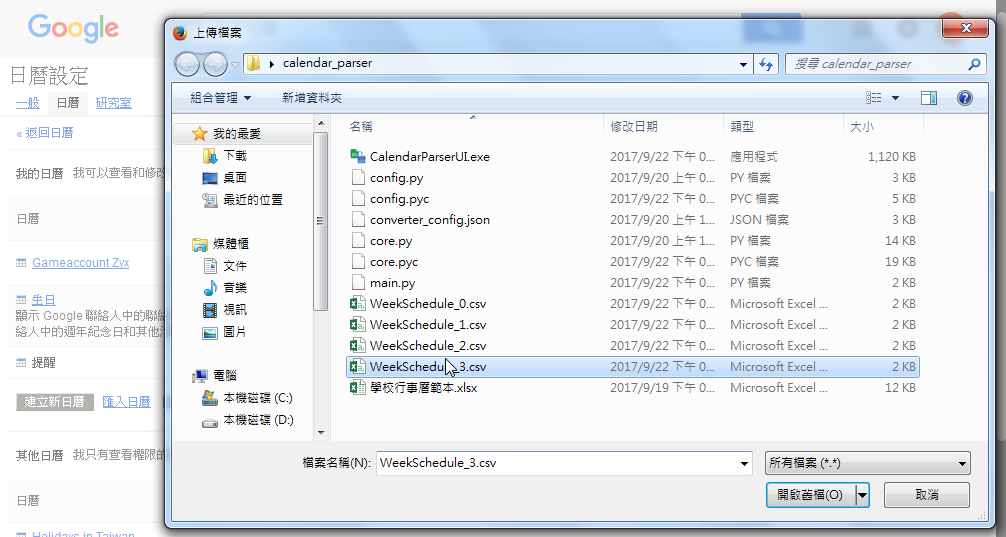 Google
日曆設定
一般 日曆 研究室
« 返回日曆
我的日曆 我可以查看和修改
日曆
Gameaccount Zyx
生日
顯示 Google 聯絡人中的聯絡
絡人中的週年紀念日和其他
提醒
建立新日曆 匯入日曆
其他日曆 我只有查看權限的
日曆
Holidays in Taiwan
上傳檔案
calendar_parser
搜尋 calendar_parser
組合管理 新增資料夾
我的最愛
下載
桌面
最近的位置
媒體櫃
文件
音樂
視訊
圖片
電腦
本機磁碟 (C:)
本機磁碟 (D:)
名稱 修改日期 類型 大小
CalendarParserUI.exe 2017/9/22 下午 0... 應用程式 1,120 KB
config.py 2017/9/20 上午 0... PY 檔案 3 KB
config.pyc 2017/9/22 下午 0... PYC 檔案 5 KB
converter_config.json 2017/9/20 上午 1... JSON 檔案 3 KB
core.py 2017/9/20 上午 1... PY 檔案 14 KB
core.pyc 2017/9/22 下午 0... PYC 檔案 19 KB
main.py 2017/9/22 下午 0... PY 檔案 2 KB
WeekSchedule_0.csv 2017/9/22 下午 0... Microsoft Excel ... 2 KB
WeekSchedule_1.csv 2017/9/22 下午 0... Microsoft Excel ... 2 KB
WeekSchedule_2.csv 2017/9/22 下午 0... Microsoft Excel ... 2 KB
WeekSchedule_3.csv 2017/9/22 下午 0... Microsoft Excel ... 2 KB
學校行事曆範本.xlsx 2017/9/19 下午 0... Microsoft Excel ... 12 KB
檔案名稱(N): WeekSchedule_3.csv 所有檔案 (*.*)
開啟舊檔(O) 取消